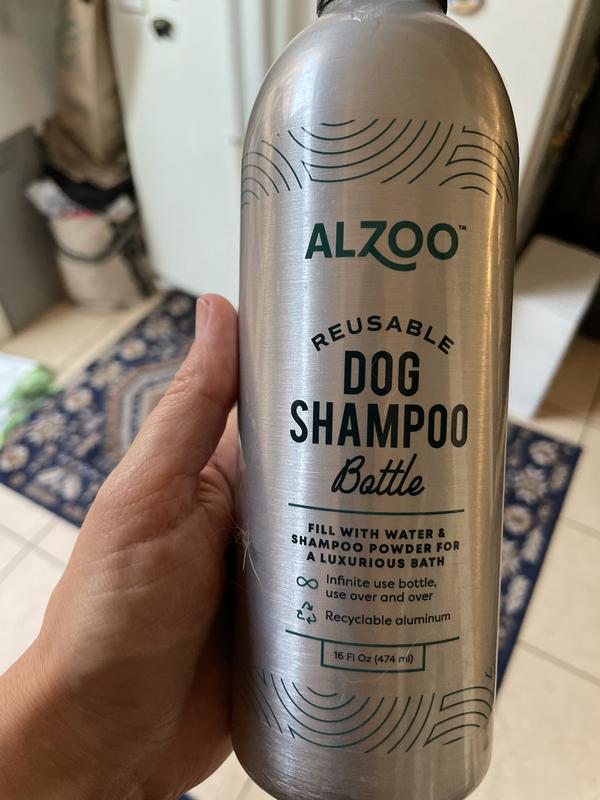 ALZOO™
REUSABLE
DOG
SHAMPOO
Bottle
FILL WITH WATER &
SHAMPOO POWDER FOR
A LUXURIOUS BATH
Infinite use bottle,
use over and over
Recyclable aluminum
16 Fl Oz (474 ml)